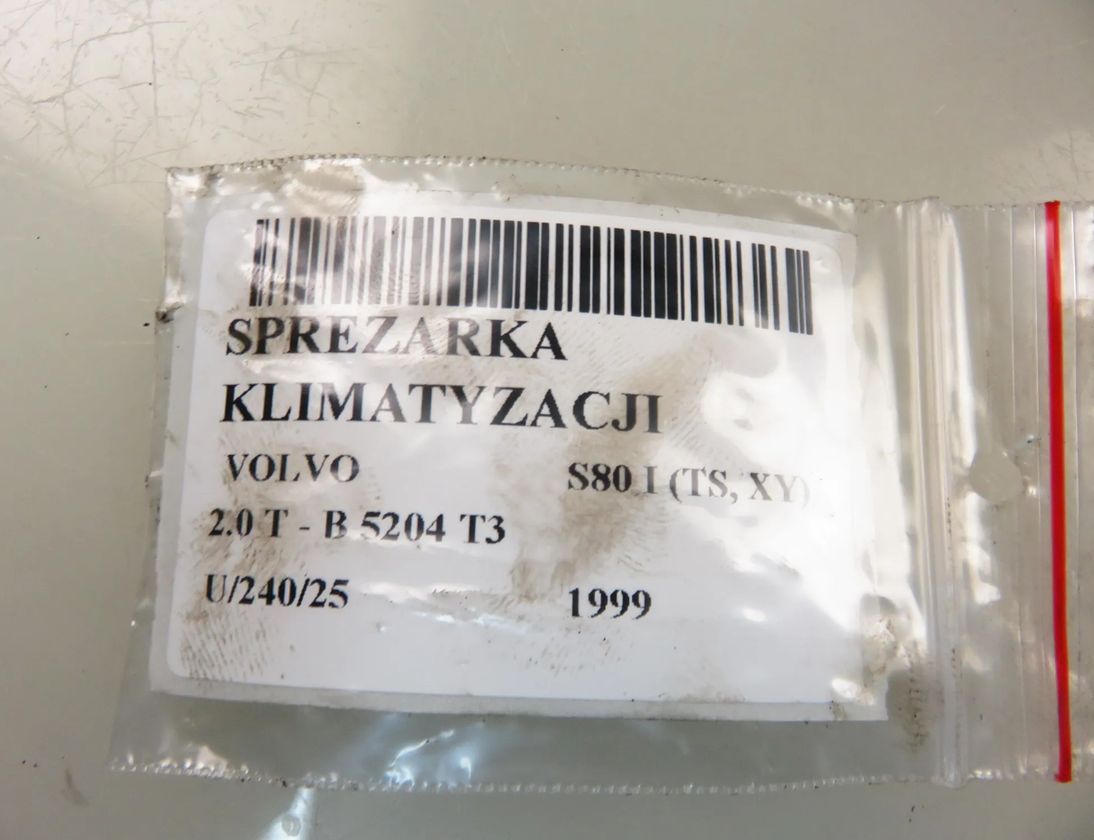 SPREZARKA
KLIMATYZACJI
VOLVO S80 I (TS, XY)
2.0 T - B 5204 T3
U/240/25 1999